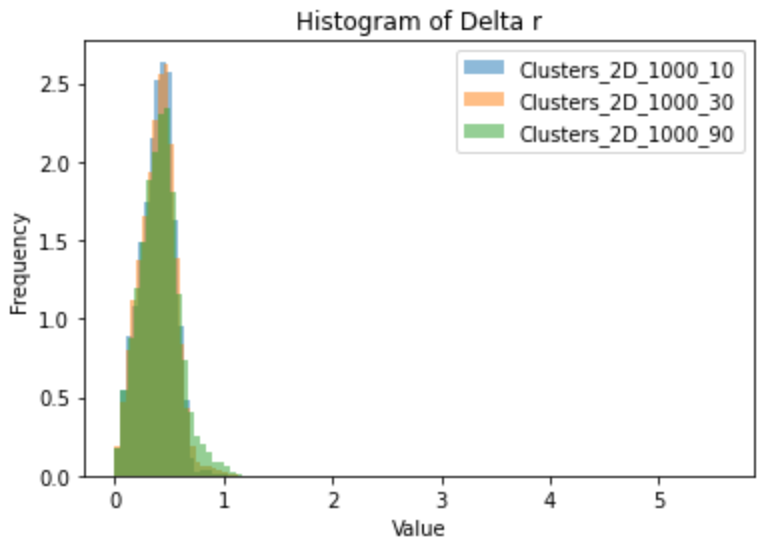 Histogram of Delta r
Clusters_2D_1000_10
Clusters_2D_1000_30
Clusters_2D_1000_90
Frequency
2.5
2.0
1.5
1.0
0.5
0.0
0 1 2 3 4 5
Value